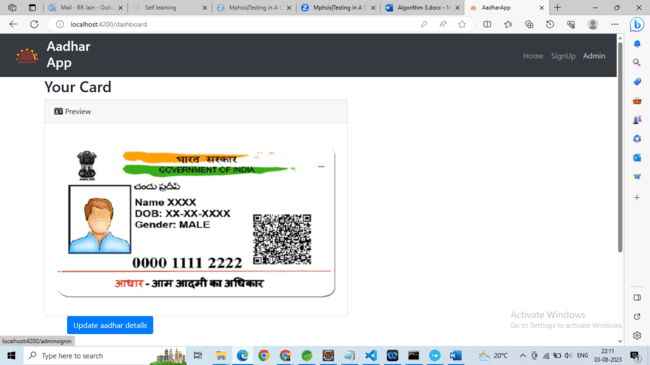 Mail - BR Jain - Outl
Self learning
Mphsis(Testing in A D
Mphsis(Testing in A D
Algorithm 3.docx - M
AadharApp
localhost:4200/dashboard
Aadhar
App
Home SignUp Admin
Your Card
Preview
भारत सरकार
GOVERNMENT OF INDIA
Name XXXX
DOB: XX-XX-XXXX
Gender: MALE
0000 1111 2222
आधार - आम आदमी का अधिकार
Update aadhar details
Activate Windows
Go to Settings to activate Windows.
localhost:4200/adminsignin
Type here to search
20°C
ENG
22:11
03-08-2023